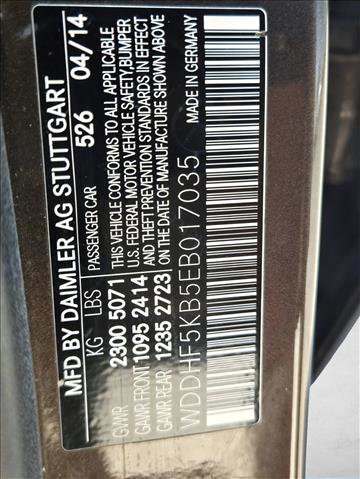 MFD BY DAIMLER AG STUTTGART
526 04/14
KG LBS PASSENGER CAR
GVWR 2300 5071
GAWR FRONT 1095 2414
GAWR REAR 1235 2723
THIS VEHICLE CONFORMS TO ALL APPLICABLE
U.S. FEDERAL MOTOR VEHICLE SAFETY, BUMPER
AND THEFT PREVENTION STANDARDS IN EFFECT
ON THE DATE OF MANUFACTURE SHOWN ABOVE
WDDHF5KB5EB017035
MADE IN GERMANY